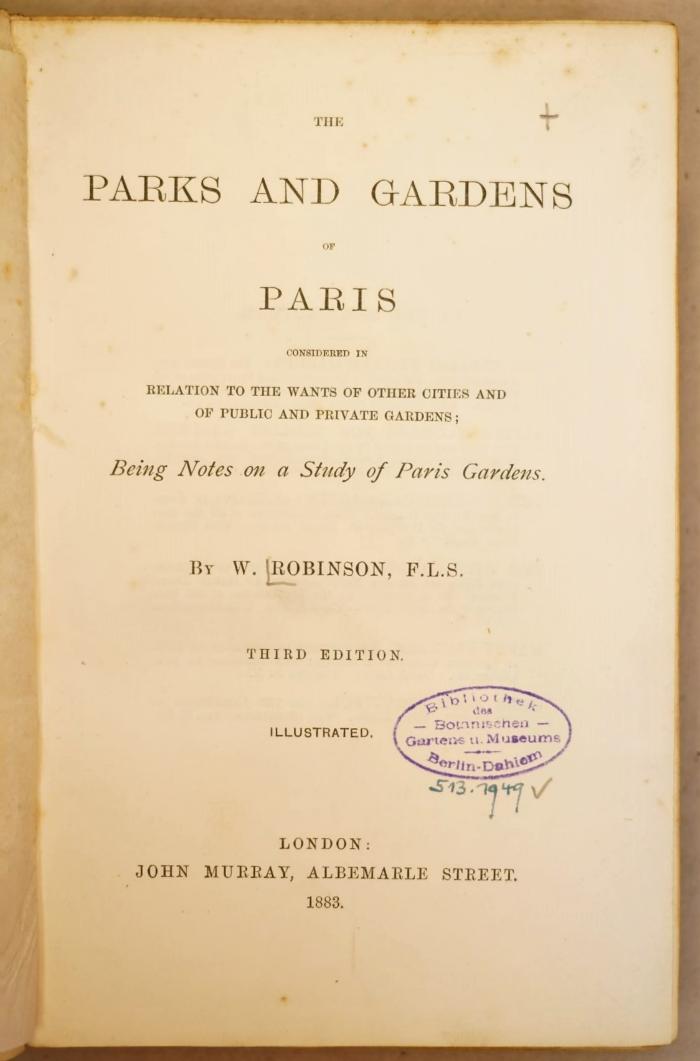 THE
PARKS AND GARDENS
OF
PARIS
CONSIDERED IN
RELATION TO THE WANTS OF OTHER CITIES AND
OF PUBLIC AND PRIVATE GARDENS;
Being Notes on a Study of Paris Gardens.
BY W. ROBINSON, F.L.S.
THIRD EDITION.
ILLUSTRATED.
Bibliothek
des
— Botanischen —
Gartens u. Museums
Berlin-Dahlem
513.1949 ✓
LONDON:
JOHN MURRAY, ALBEMARLE STREET.
1883.